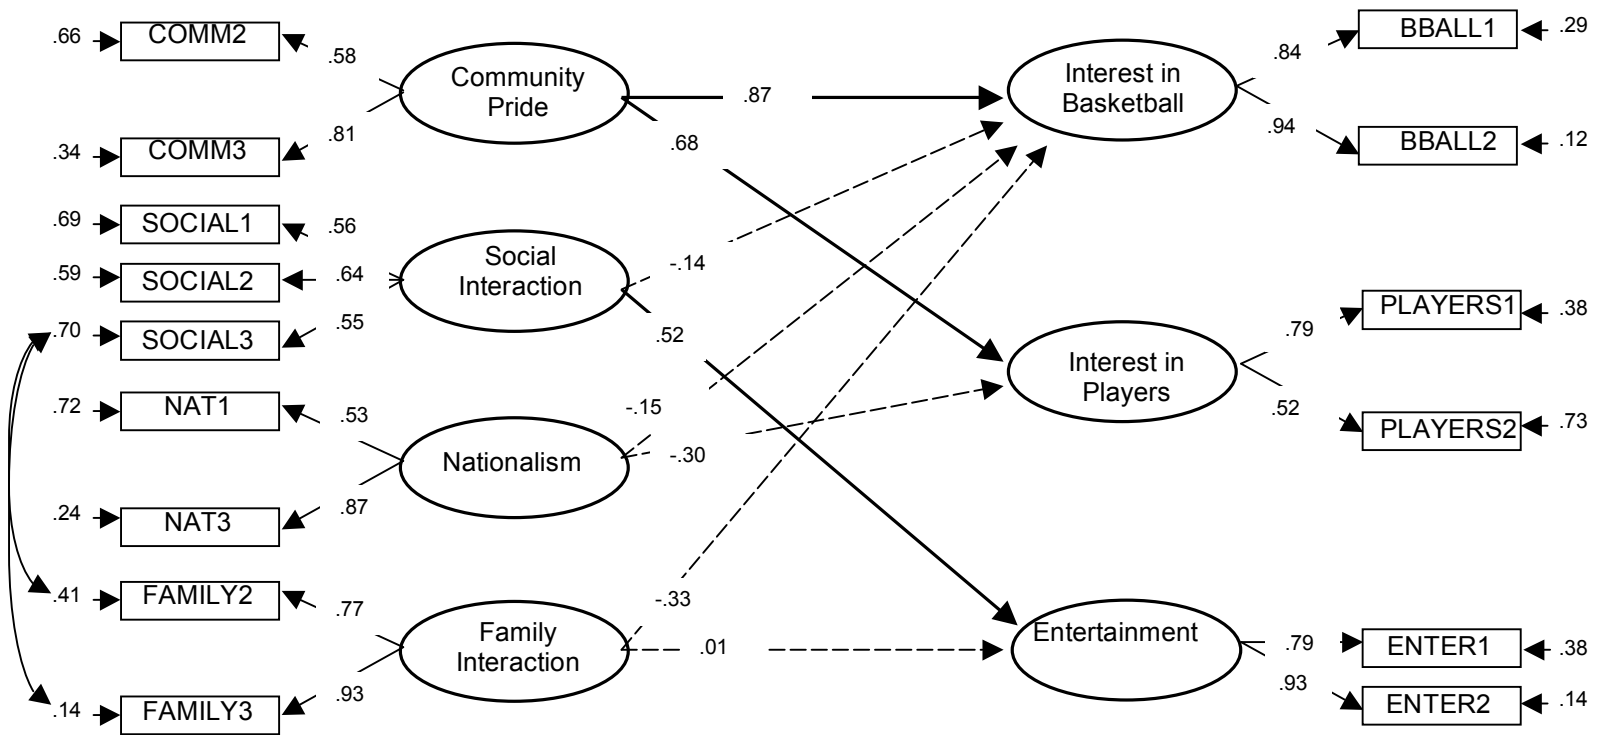 .66 COMM2 .58
.34 COMM3 .81
.69 SOCIAL1 .56
.59 SOCIAL2 .64
.70 SOCIAL3 .55
.72 NAT1 .53
.24 NAT3 .87
.41 FAMILY2 .77
.14 FAMILY3 .93
Community
Pride
Social
Interaction
Nationalism
Family
Interaction
.87
.68
-.14
.52
-.15
-.30
-.33
.01
Interest in
Basketball
Interest in
Players
Entertainment
.84 BBALL1 .29
.94 BBALL2 .12
.79 PLAYERS1 .38
.52 PLAYERS2 .73
.79 ENTER1 .38
.93 ENTER2 .14